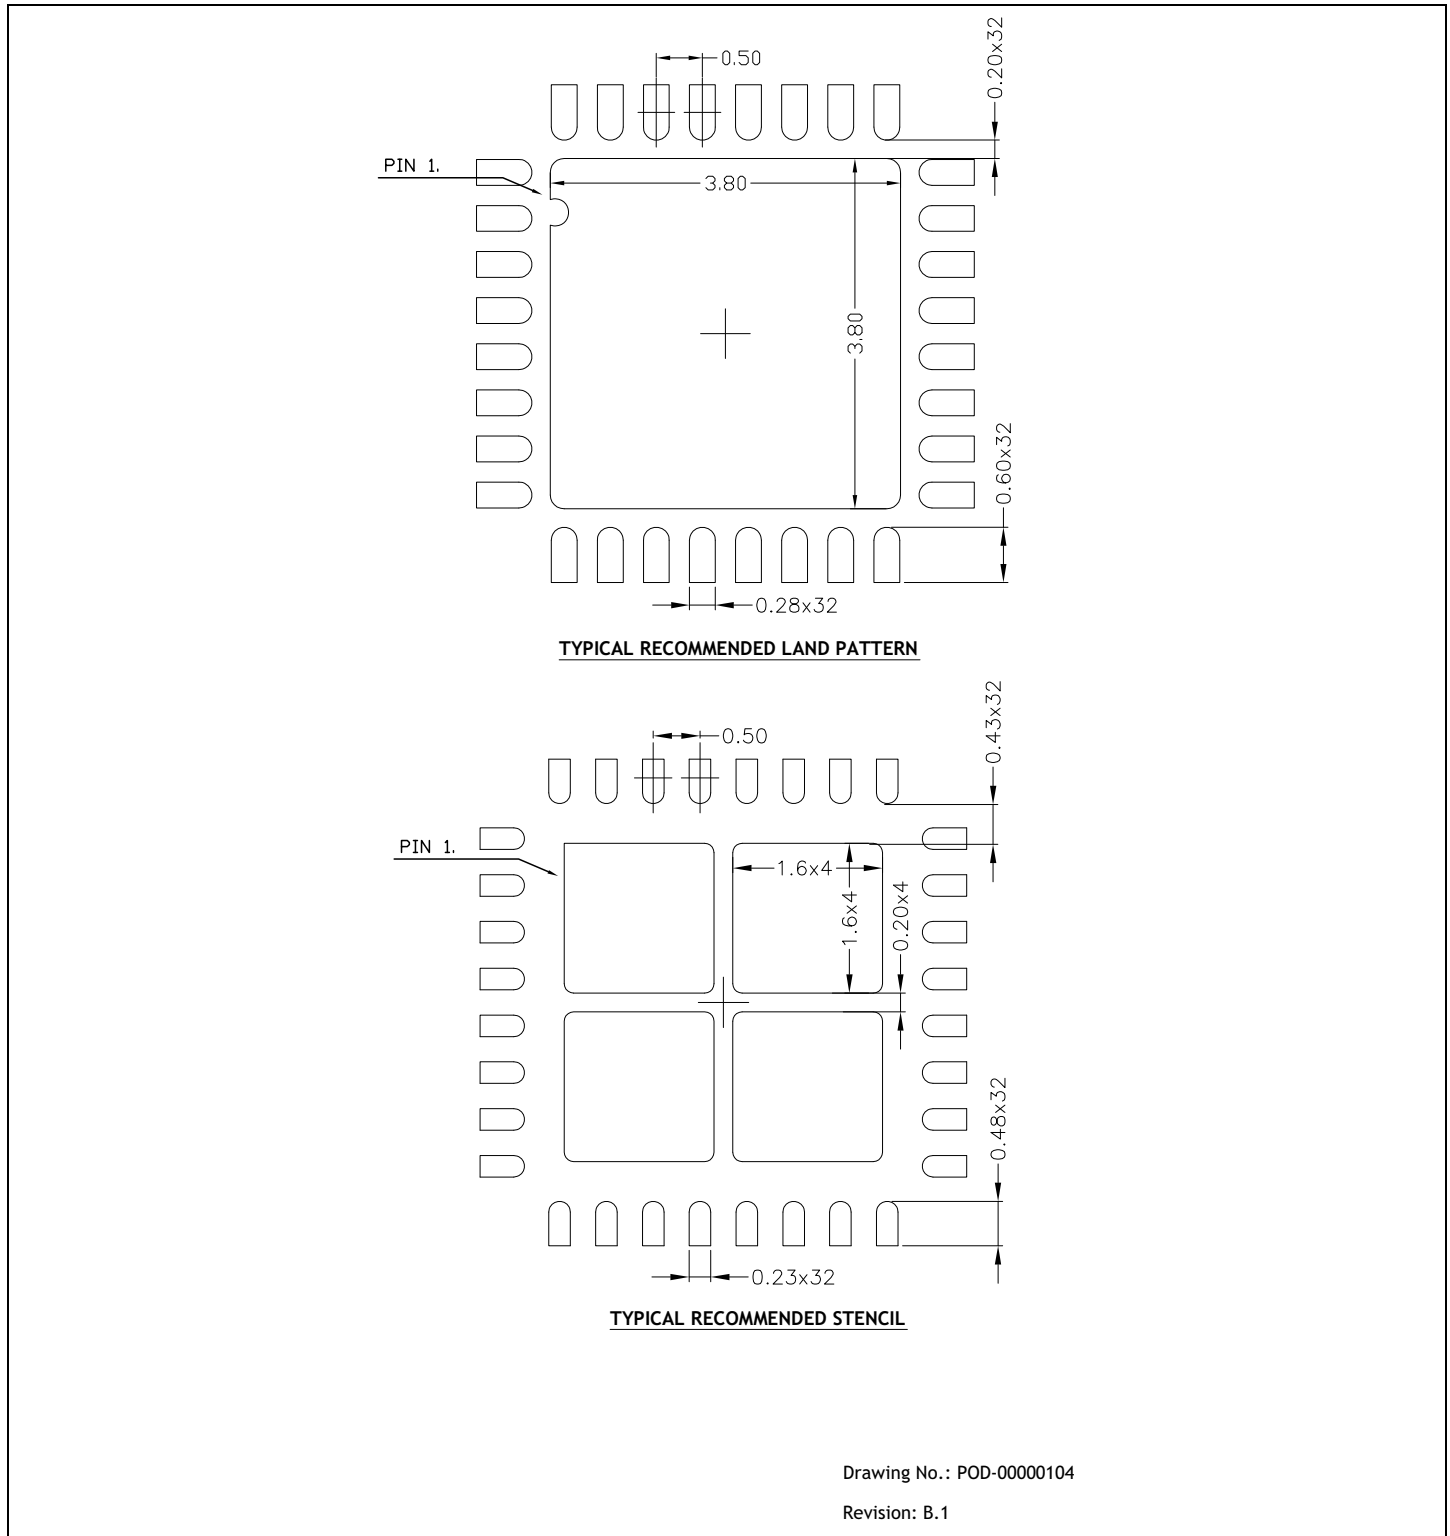 0.50
0.20x32
PIN 1.
3.80
3.80
0.60x32
0.28x32
TYPICAL RECOMMENDED LAND PATTERN
0.50
0.43x32
PIN 1.
1.6x4
1.6x4
0.20x4
0.48x32
0.23x32
TYPICAL RECOMMENDED STENCIL
Drawing No.: POD-00000104
Revision: B.1